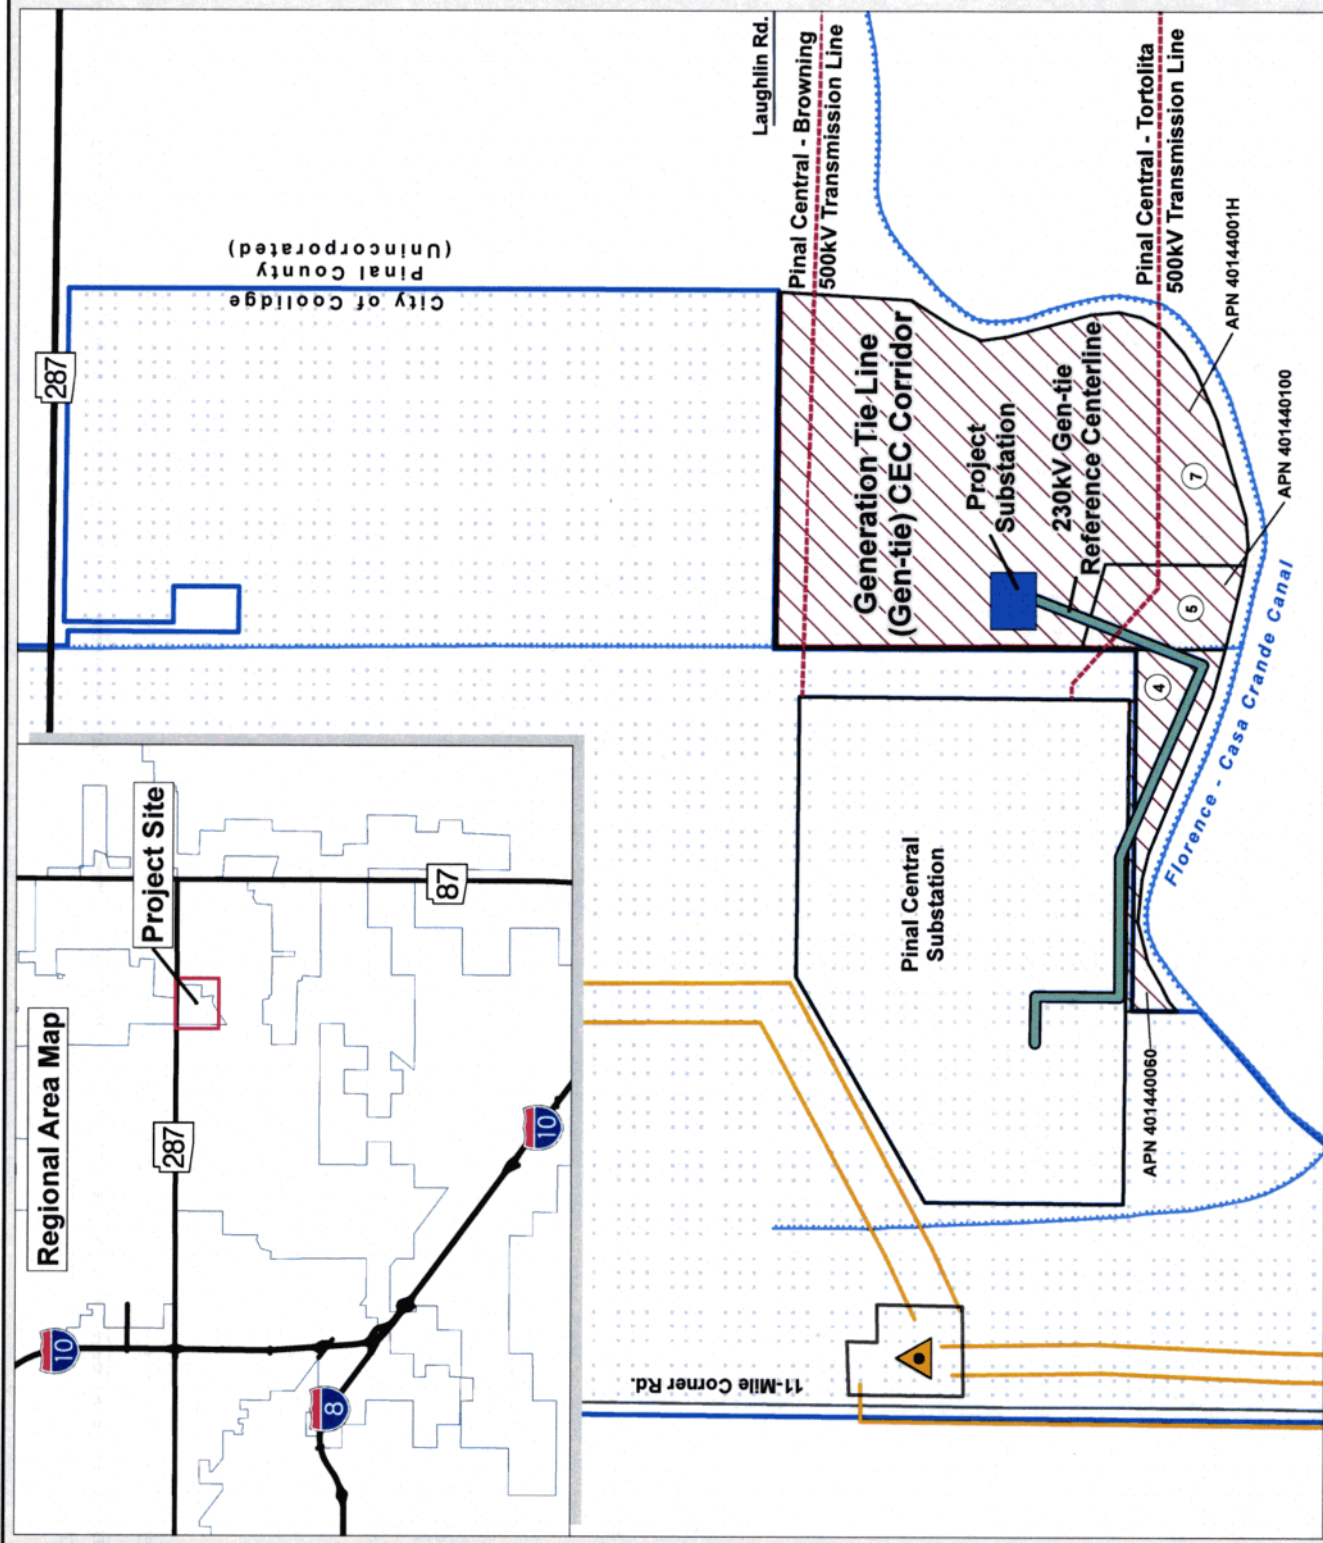 Regional Area Map
Project Site
10
287
87
8
10
287
City of Coolidge
Pinal County
(Unincorporated)
Laughlin Rd.
Pinal Central - Browning
500kV Transmission Line
Generation Tie Line
(Gen-tie) CEC Corridor
Project
Substation
230kV Gen-tie
Reference Centerline
Pinal Central - Tortolita
500kV Transmission Line
APN 40144001H
APN 401440100
7
5
4
Pinal Central
Substation
Florence - Casa Crande Canal
APN 401440060
11-Mile Corner Rd.